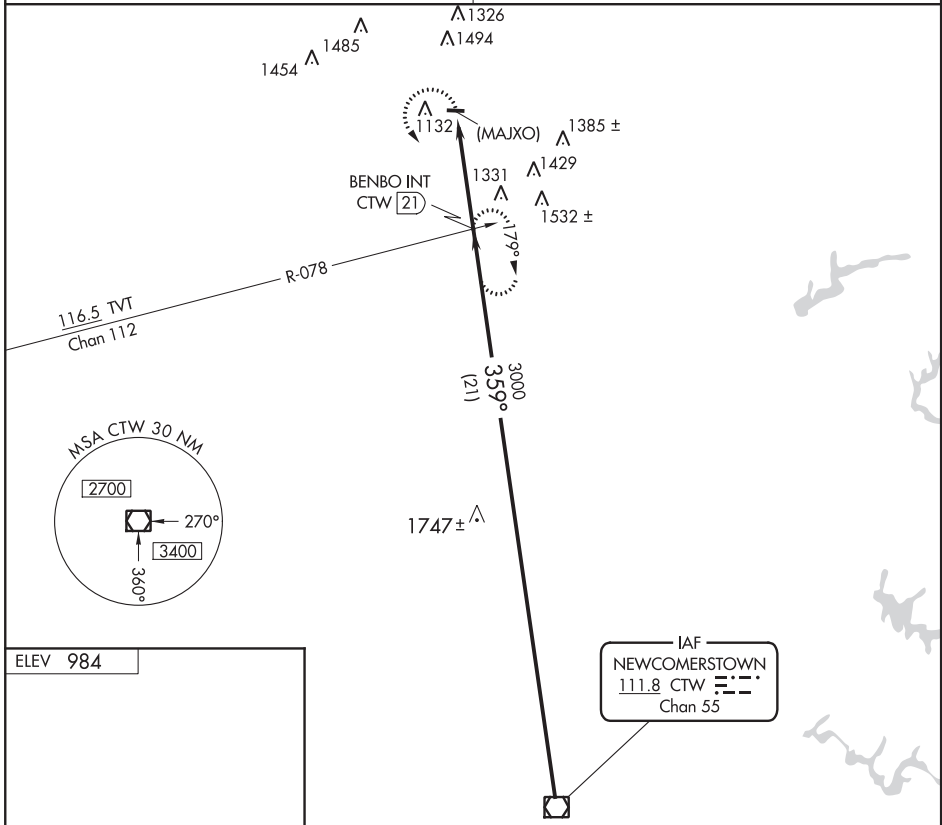 1326
1485
1494
1454
1132
(MAJXO)
1385 ±
1429
BENBO INT
CTW 21
1331
1532 ±
179°
R-078
116.5 TVT
Chan 112
3000
359°
(21)
MSA CTW 30 NM
2700
270°
3400
360°
1747 ±
ELEV 984
IAF
NEWCOMERSTOWN
111.8 CTW
Chan 55